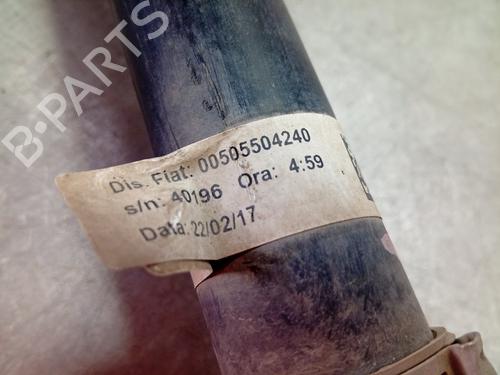 B-PARTS
Dis. Fiat: 00505504240
s/n: 40196 Ora: 4:59
Data: 22/02/17